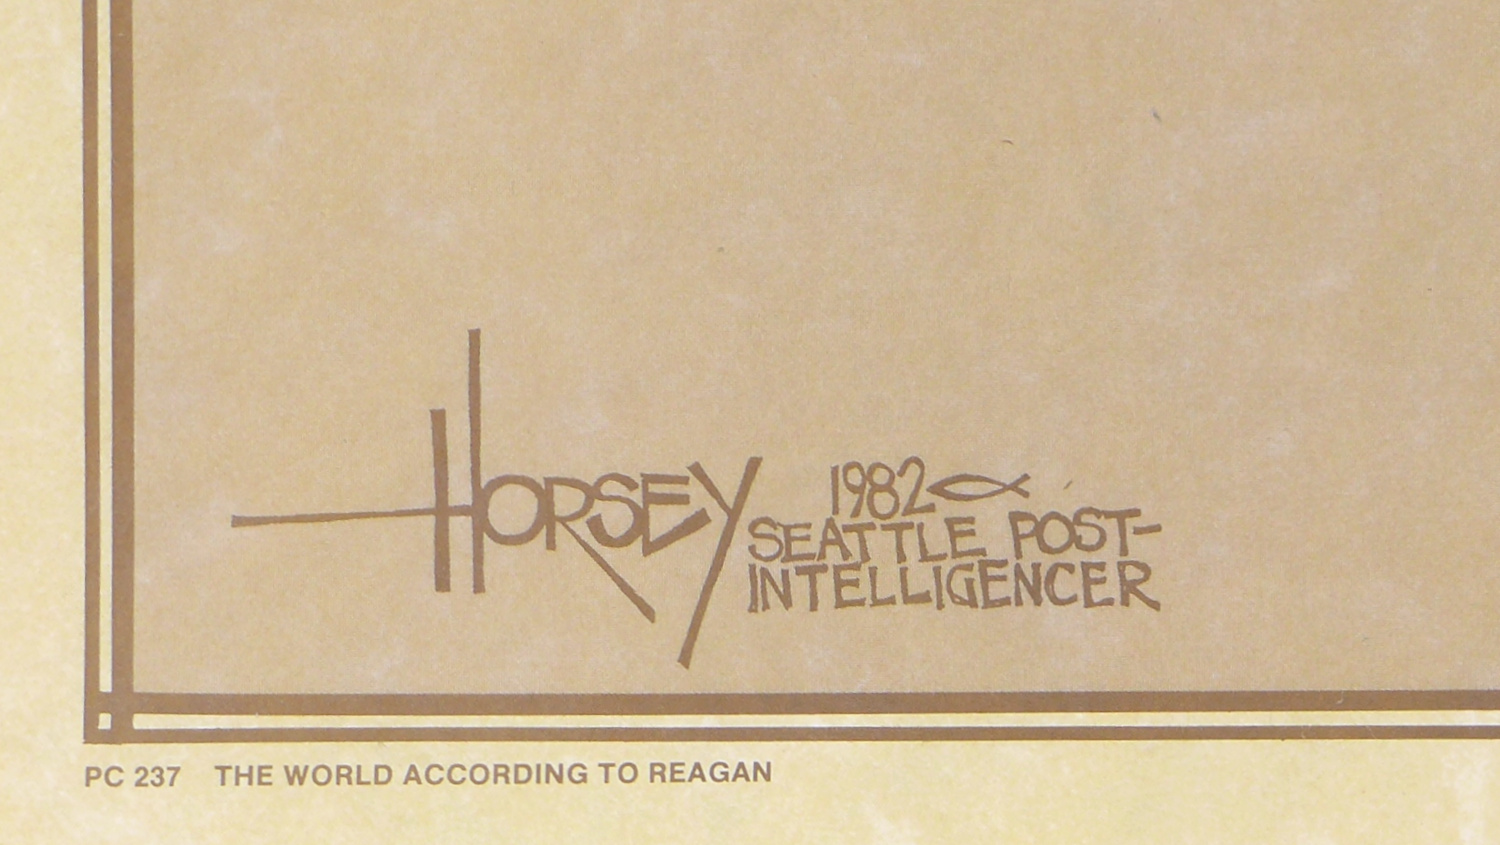 HORSEY
1982
SEATTLE POST-
INTELLIGENCER
PC 237 THE WORLD ACCORDING TO REAGAN